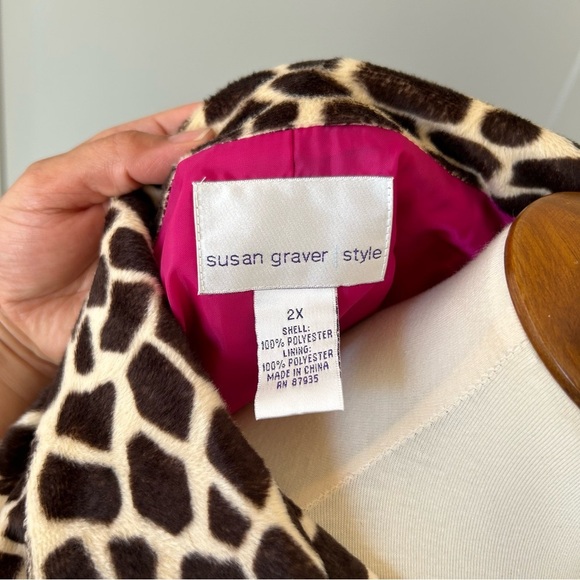 susan graver style
2X
SHELL:
100% POLYESTER
LINING:
100% POLYESTER
MADE IN CHINA
RN 87935